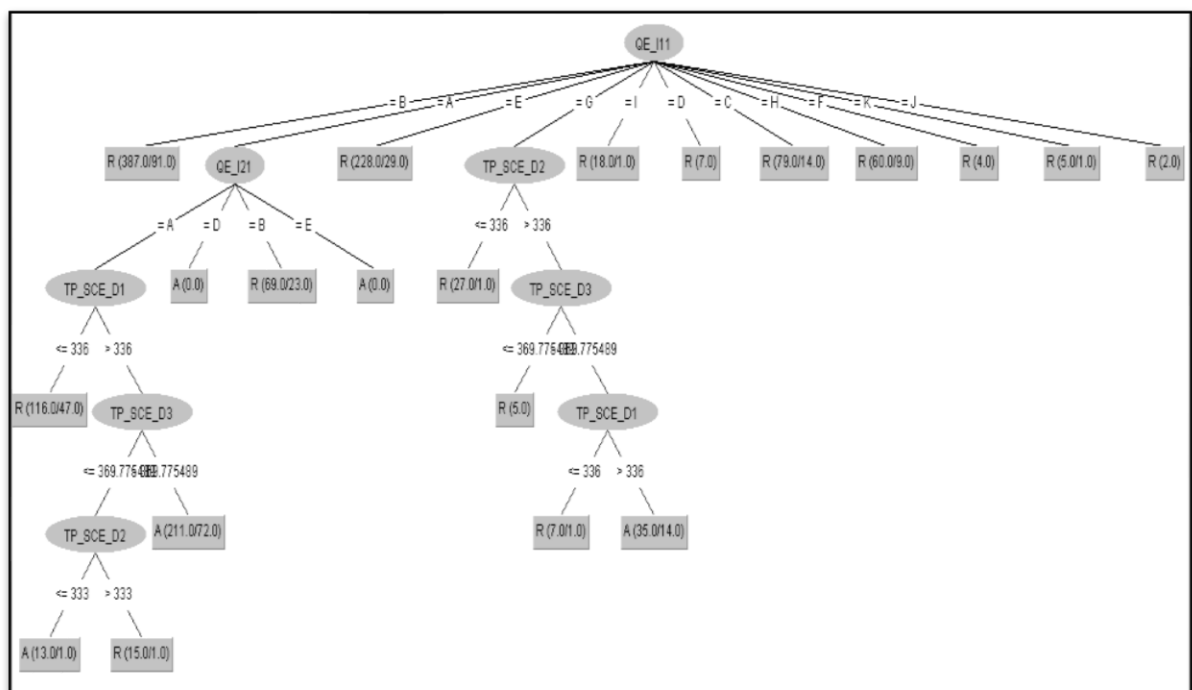 QE_I11
=B =A =E =G =I =D =C =H =F =K =J
R (387.0/91.0) QE_I21 R (228.0/29.0) TP_SCE_D2 R (18.0/1.0) R (7.0) R (79.0/14.0) R (60.0/9.0) R (4.0) R (5.0/1.0) R (2.0)
=A =D =B =E <= 336 > 336
TP_SCE_D1 A (0.0) R (69.0/23.0) A (0.0) R (27.0/1.0) TP_SCE_D3
<= 336 > 336 <= 369.775489
R (116.0/47.0) TP_SCE_D3 R (5.0) TP_SCE_D1
<= 369.775489 <= 336 > 336
TP_SCE_D2 A (211.0/72.0) R (7.0/1.0) A (35.0/14.0)
<= 333 > 333
A (13.0/1.0) R (15.0/1.0)